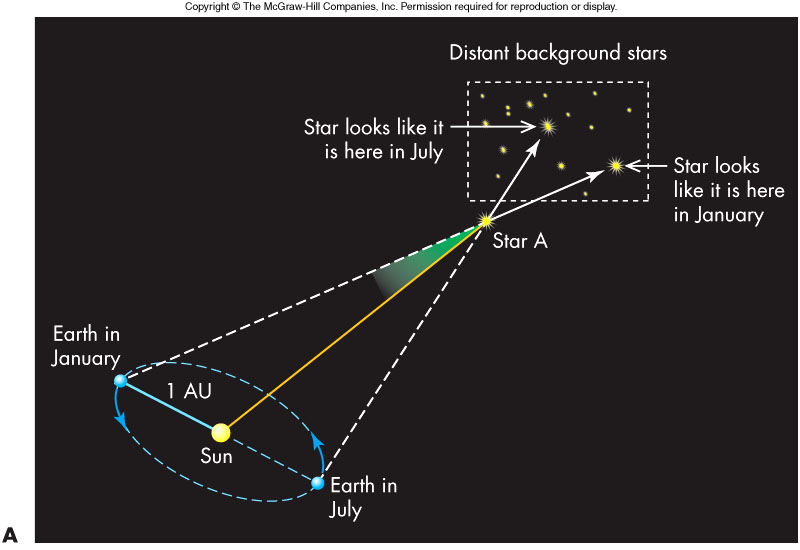 Copyright © The McGraw-Hill Companies, Inc. Permission required for reproduction or display.
Distant background stars
Star looks like it
is here in July
Star looks
like it is here
in January
Star A
Earth in
January
1 AU
Sun
Earth in
July
A